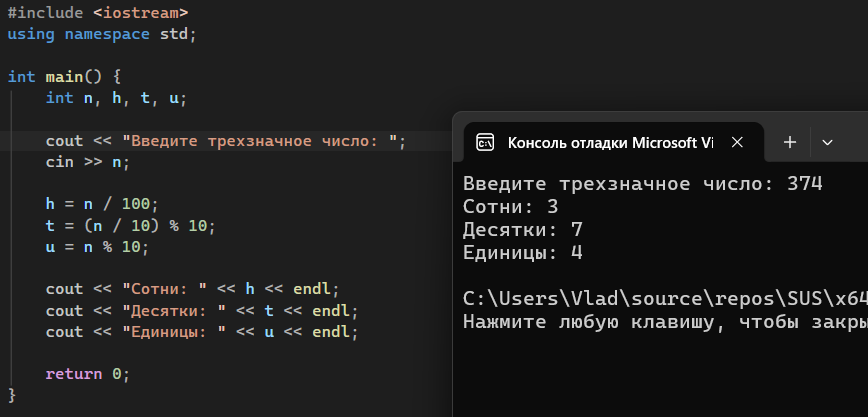 #include <iostream>
using namespace std;
int main() {
int n, h, t, u;
cout << "Введите трехзначное число: ";
cin >> n;
h = n / 100;
t = (n / 10) % 10;
u = n % 10;
cout << "Сотни: " << h << endl;
cout << "Десятки: " << t << endl;
cout << "Единицы: " << u << endl;
return 0;
}
Консоль отладки Microsoft Vi
Введите трехзначное число: 374
Сотни: 3
Десятки: 7
Единицы: 4
C:\Users\Vlad\source\repos\SUS\x64
Нажмите любую клавишу, чтобы закры